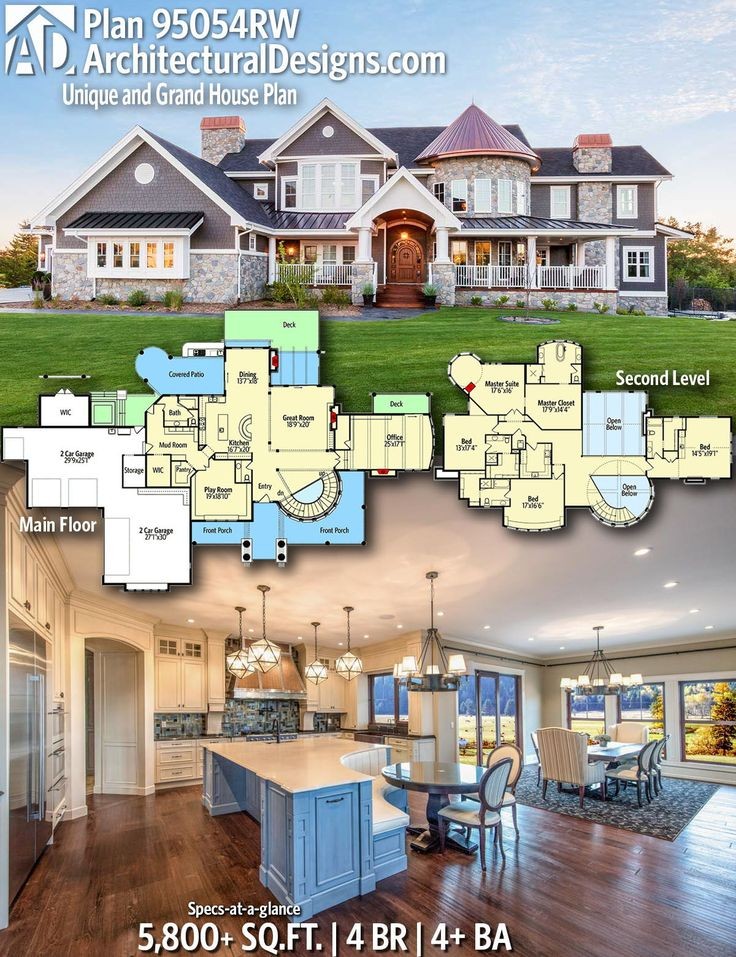 AD
Plan 95054RW
ArchitecturalDesigns.com
Unique and Grand House Plan
Deck
Covered Patio
Dining
13'7"x18'
WIC
Bath
Great Room
18'9"x20'
Deck
Kitchen
16'7"x20'
Office
25'x17'1"
2 Car Garage
29'9"x25'1"
Mud Room
Storage
WIC
Pantry
Play Room
19'x18'10"
Entry
up
dn
Main Floor
2 Car Garage
27'1"x30'
Front Porch
Front Porch
Second Level
Master Suite
17'6"x16'
Master Closet
17'9"x14'4"
Open
Below
Bed
13'x17'4"
Bed
14'5"x19'1"
Bed
17'x16'6"
Open
Below
Specs-at-a-glance
5,800+ SQ.FT. | 4 BR | 4+ BA